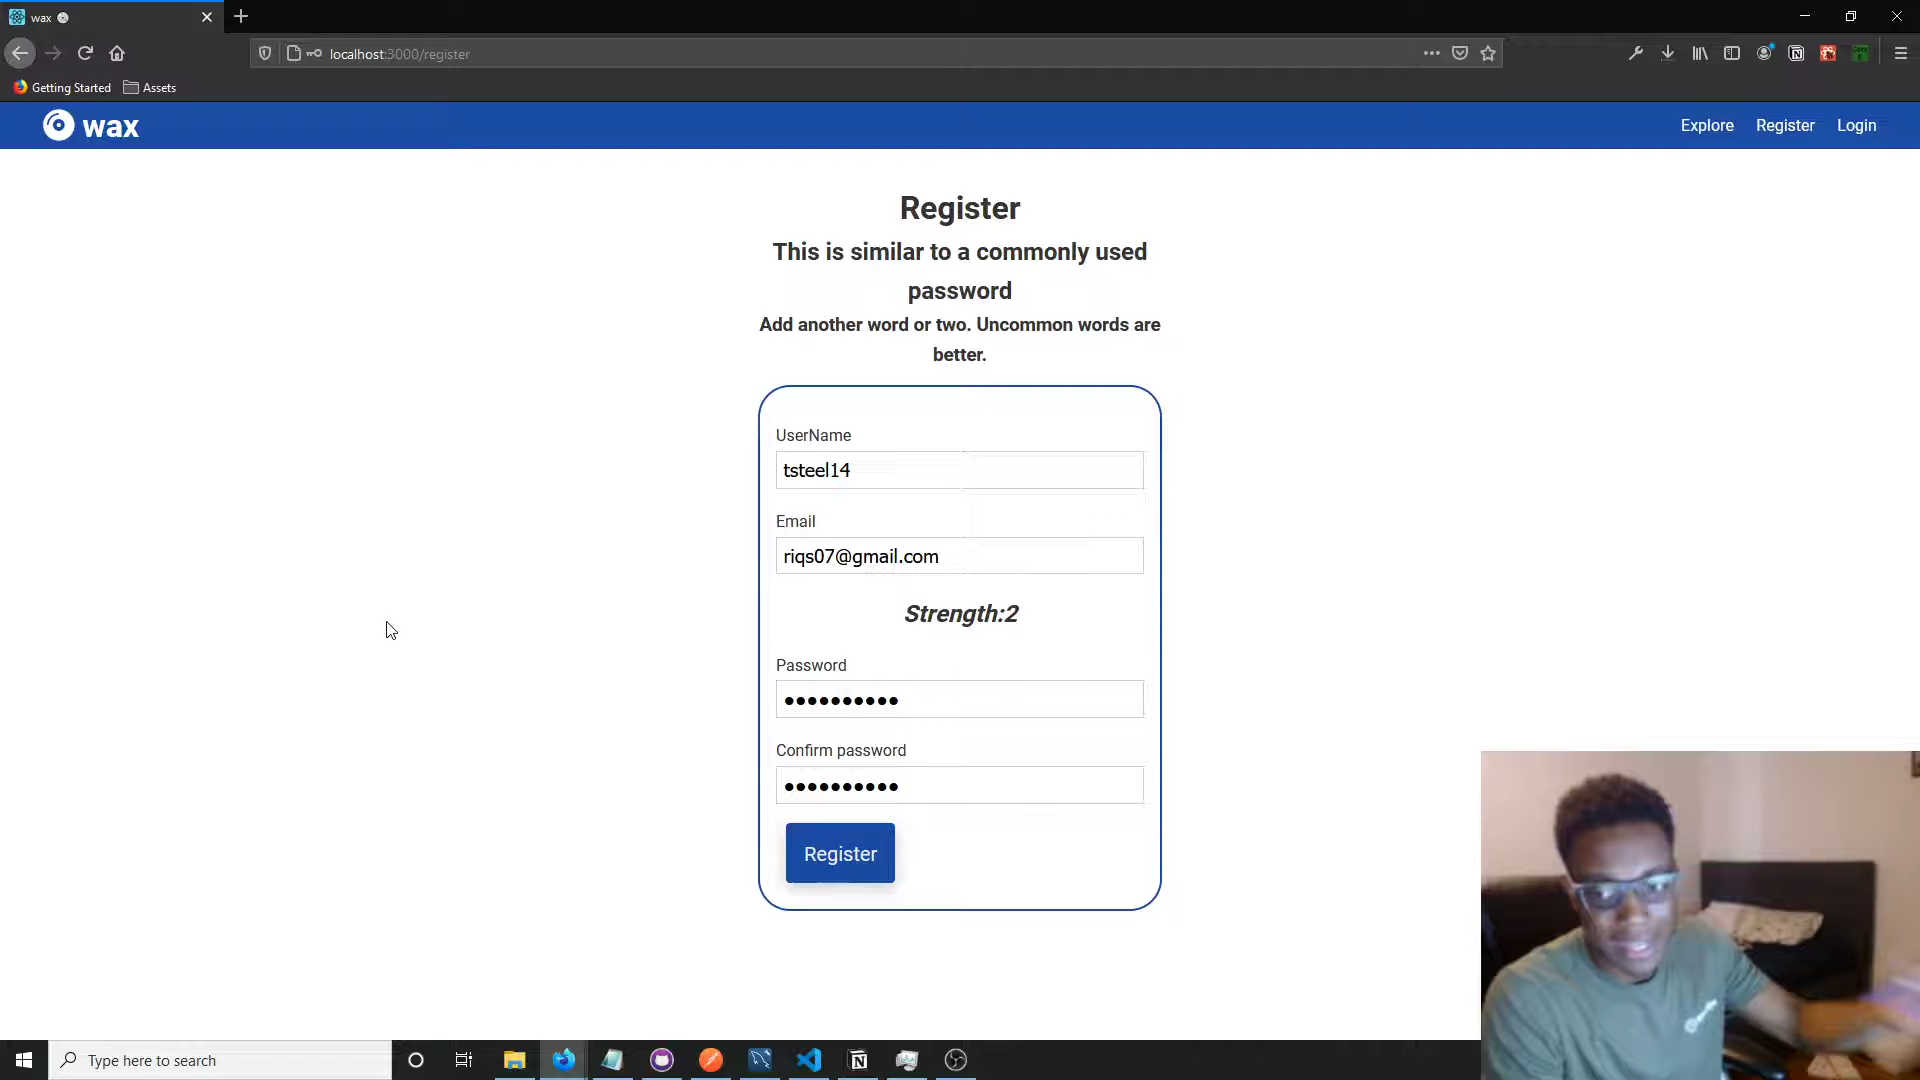 wax
localhost:3000/register
Getting Started
Assets
wax
Explore
Register
Login
Register
This is similar to a commonly used
password
Add another word or two. Uncommon words are
better.
UserName
tsteel14
Email
riqs07@gmail.com
Strength:2
Password
••••••••••
Confirm password
••••••••••
Register
Type here to search